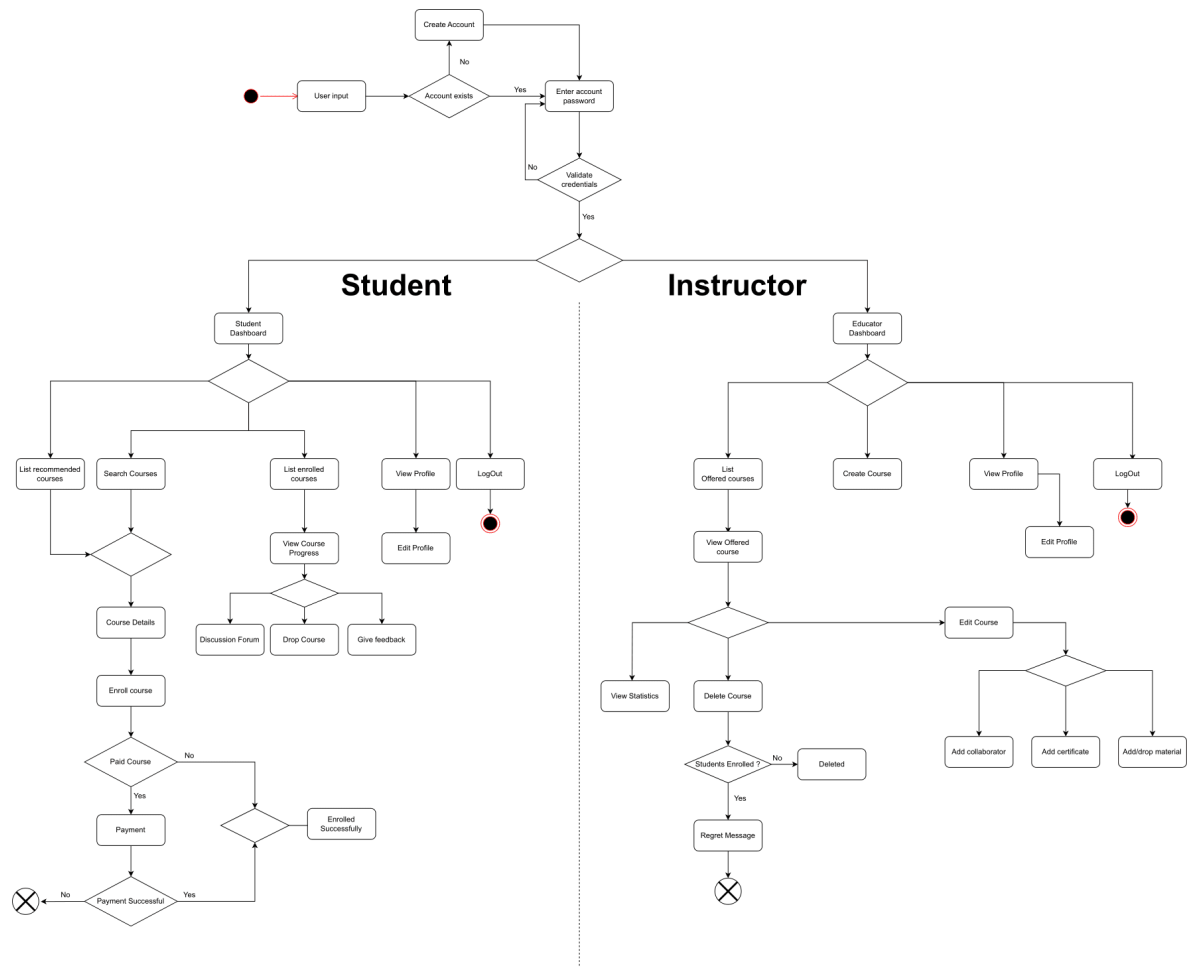 Create Account
No
User input
Account exists
Yes
Enter account
password
No
Validate
credentials
Yes
Student
Instructor
Student
Dashboard
Educator
Dashboard
List recommended
courses
Search Courses
List enrolled
courses
View Profile
LogOut
List
Offered courses
Create Course
View Profile
LogOut
View Course
Progress
Edit Profile
View Offered
course
Edit Profile
Course Details
Discussion Forum
Drop Course
Give feedback
Edit Course
Enroll course
View Statistics
Delete Course
Add collaborator
Add certificate
Add/drop material
Paid Course
No
Students Enrolled ?
No
Deleted
Yes
Yes
Payment
Enrolled
Successfully
Regret Message
No
Payment Successful
Yes